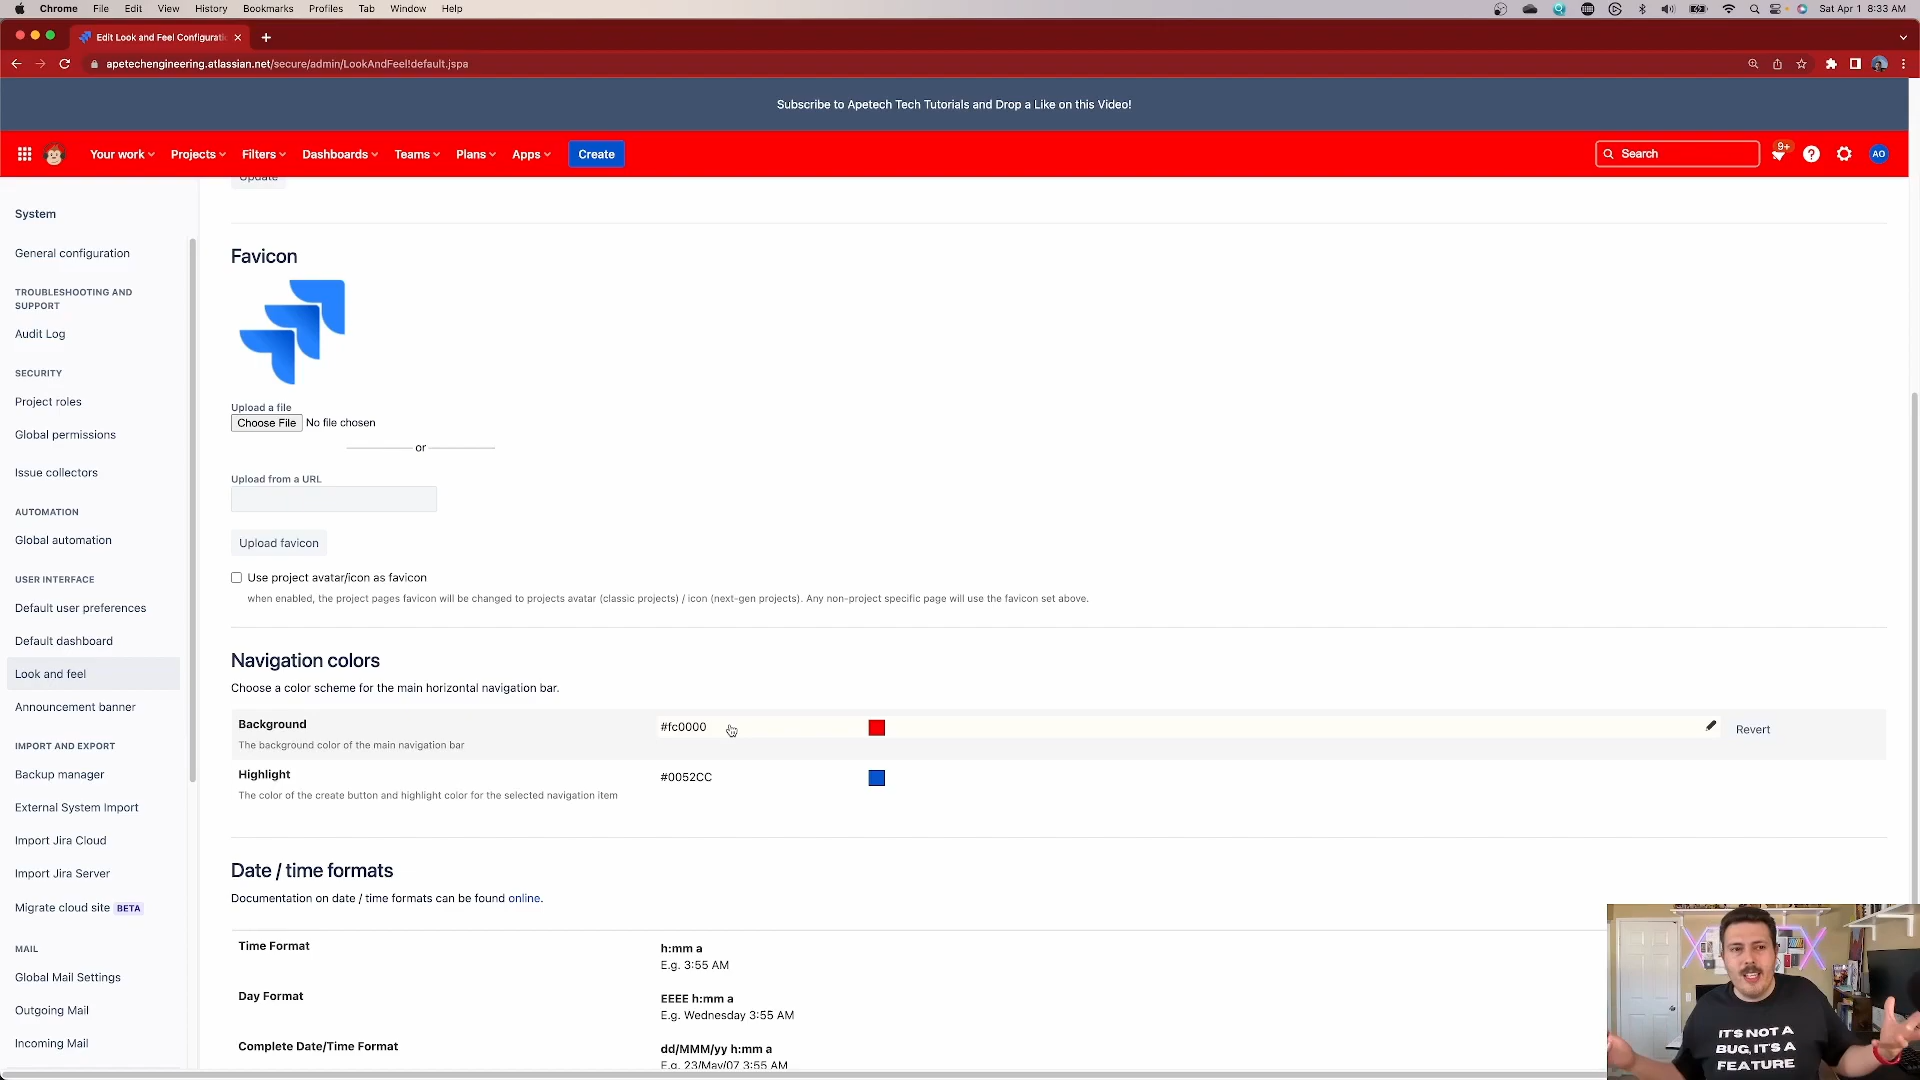 Chrome File Edit View History Bookmarks Profiles Tab Window Help Sat Apr 1 8:33 AM
Edit Look and Feel Configurati
apetechengineering.atlassian.net/secure/admin/LookAndFeel!default.jspa
Subscribe to Apetech Tech Tutorials and Drop a Like on this Video!
Your work Projects Filters Dashboards Teams Plans Apps Create Search 9+ AO
System
General configuration
TROUBLESHOOTING AND
SUPPORT
Audit Log
SECURITY
Project roles
Global permissions
Issue collectors
AUTOMATION
Global automation
USER INTERFACE
Default user preferences
Default dashboard
Look and feel
Announcement banner
IMPORT AND EXPORT
Backup manager
External System Import
Import Jira Cloud
Import Jira Server
Migrate cloud site BETA
MAIL
Global Mail Settings
Outgoing Mail
Incoming Mail
Update
Favicon
Upload a file
Choose File No file chosen
or
Upload from a URL
Upload favicon
Use project avatar/icon as favicon
when enabled, the project pages favicon will be changed to projects avatar (classic projects) / icon (next-gen projects). Any non-project specific page will use the favicon set above.
Navigation colors
Choose a color scheme for the main horizontal navigation bar.
Background #fc0000 Revert
The background color of the main navigation bar
Highlight #0052CC
The color of the create button and highlight color for the selected navigation item
Date / time formats
Documentation on date / time formats can be found online.
Time Format h:mm a
E.g. 3:55 AM
Day Format EEEE h:mm a
E.g. Wednesday 3:55 AM
Complete Date/Time Format dd/MMM/yy h:mm a
E.g. 23/May/07 3:55 AM
IT'S NOT A
BUG, IT'S A
FEATURE